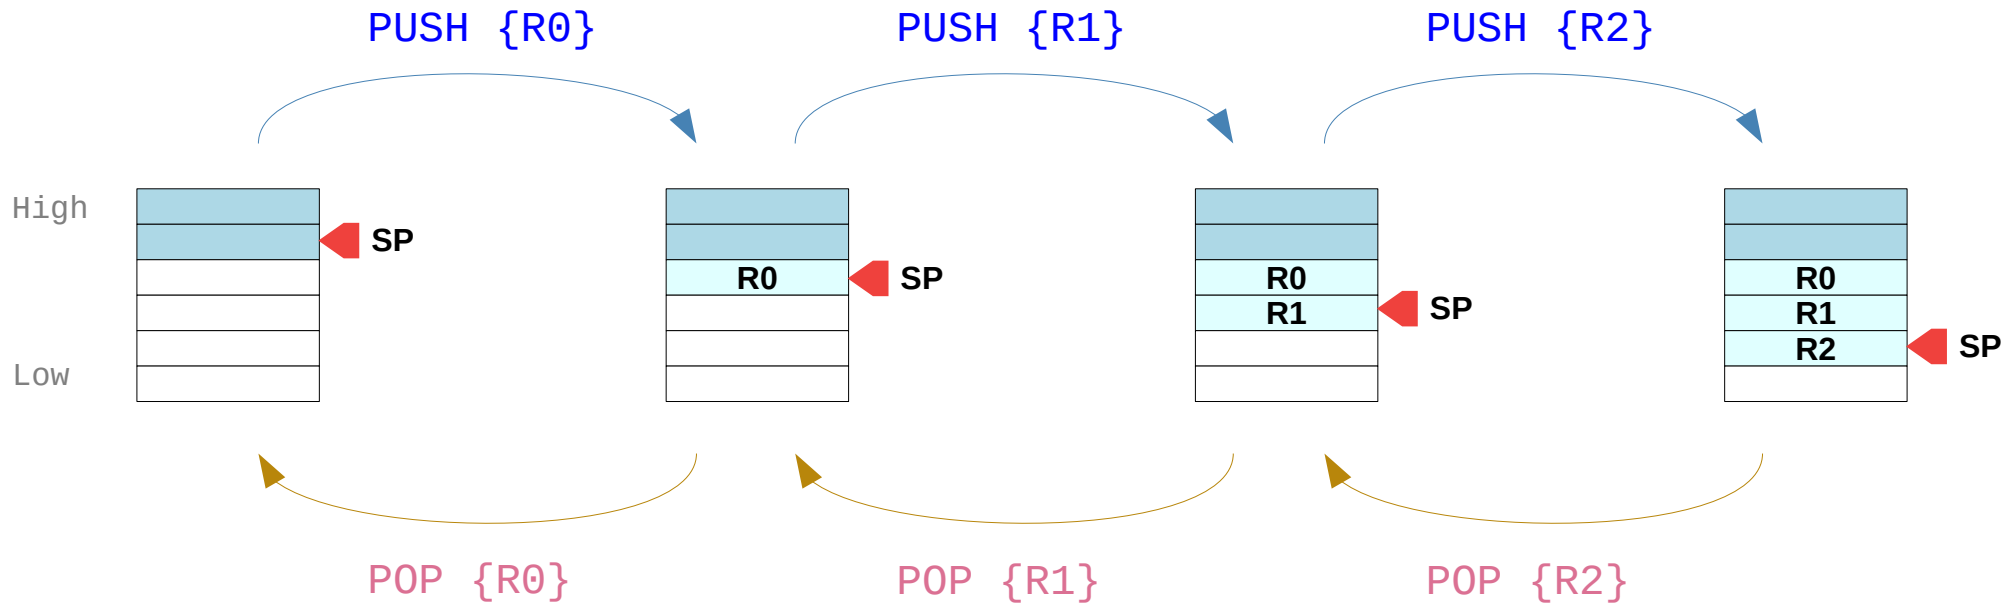 PUSH {R0} PUSH {R1} PUSH {R2}
High
SP
R0 SP
R0
R1 SP
R0
R1
R2 SP
Low
POP {R0} POP {R1} POP {R2}